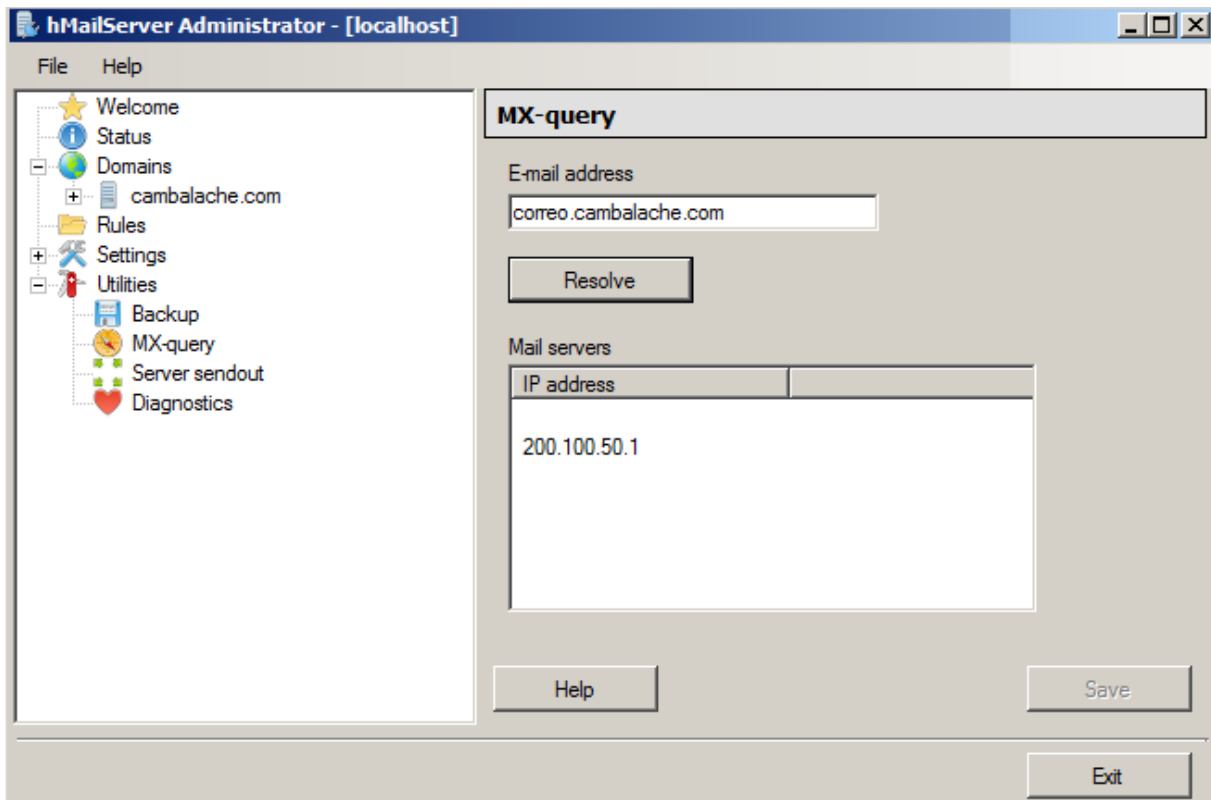 hMailServer Administrator - [localhost]
File Help
Welcome
Status
Domains
cambalache.com
Rules
Settings
Utilities
Backup
MX-query
Server sendout
Diagnostics
MX-query
E-mail address
correo.cambalache.com
Resolve
Mail servers
IP address
200.100.50.1
Help
Save
Exit